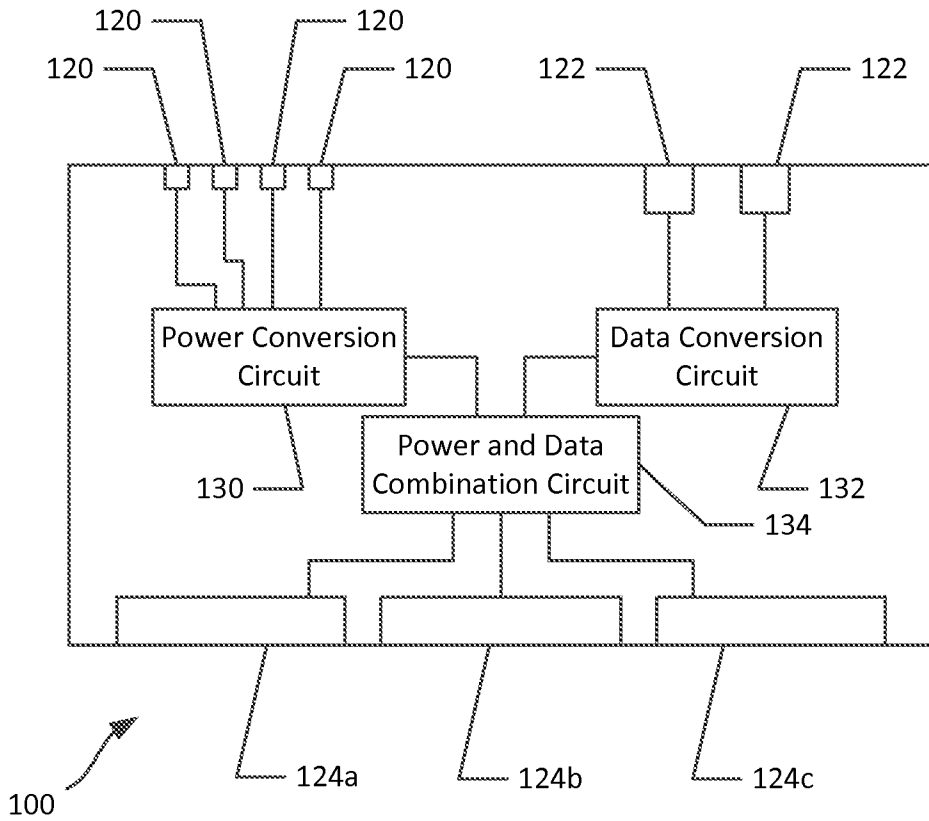 120
120
120
120
122
122
Power Conversion
Circuit
Data Conversion
Circuit
Power and Data
Combination Circuit
130
132
134
124a
124b
124c
100